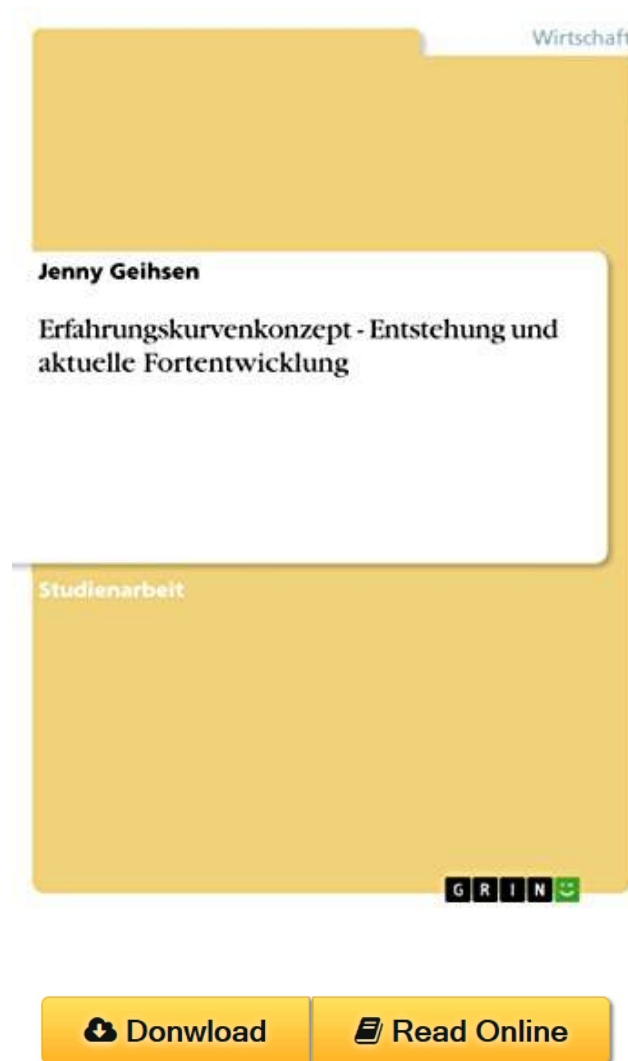 Wirtschaft
Jenny Geihsen
Erfahrungskurvenkonzept - Entstehung und
aktuelle Fortentwicklung
Studienarbeit
GRIN
Donwload
Read Online